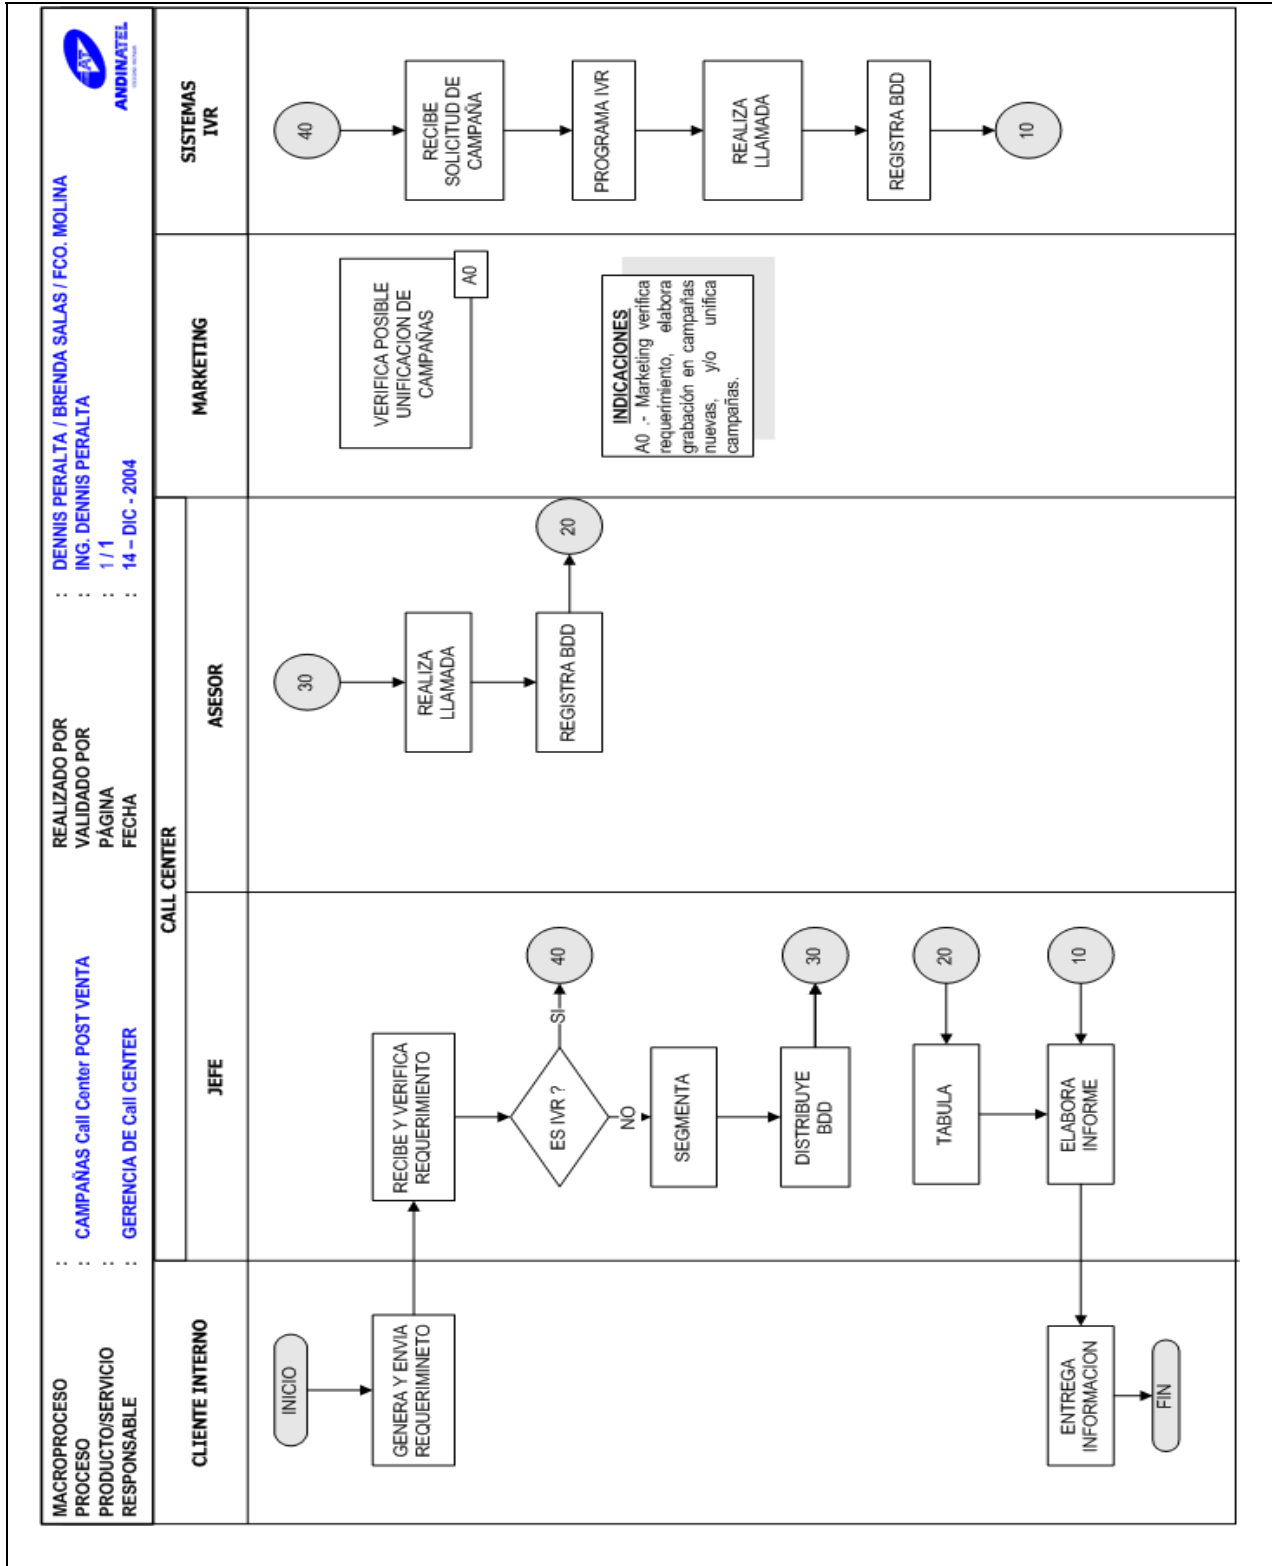 MACROPROCESO :
PROCESO : CAMPAÑAS Call Center POST VENTA
PRODUCTO/SERVICIO :
RESPONSABLE : GERENCIA DE Call CENTER
REALIZADO POR : DENNIS PERALTA / BRENDA SALAS / FCO. MOLINA
VALIDADO POR : ING. DENNIS PERALTA
PÁGINA : 1 / 1
FECHA : 14 – DIC - 2004
AT
ANDINATEL
CLIENTE INTERNO
CALL CENTER
JEFE
ASESOR
MARKETING
SISTEMAS
IVR
INICIO
GENERA Y ENVIA
REQUERIMINETO
ENTREGA
INFORMACION
FIN
RECIBE Y VERIFICA
REQUERIMIENTO
ES IVR ?
SI
40
NO
SEGMENTA
DISTRIBUYE
BDD
30
20
TABULA
10
ELABORA
INFORME
30
REALIZA
LLAMADA
REGISTRA BDD
20
VERIFICA POSIBLE
UNIFICACION DE
CAMPAÑAS
A0
INDICACIONES
A0 .- Marketing verifica
requerimiento, elabora
grabación en campañas
nuevas, y/o unifica
campañas.
40
RECIBE
SOLICITUD DE
CAMPAÑA
PROGRAMA IVR
REALIZA
LLAMADA
REGISTRA BDD
10